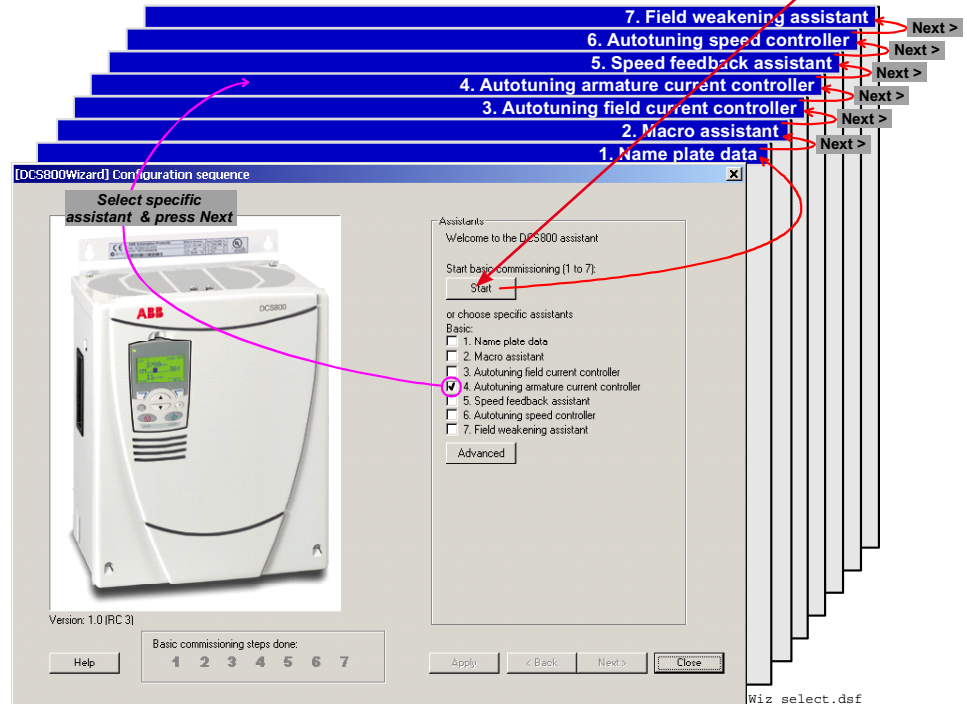 7. Field weakening assistant
Next >
6. Autotuning speed controller
Next >
5. Speed feedback assistant
Next >
4. Autotuning armature current controller
Next >
3. Autotuning field current controller
Next >
2. Macro assistant
Next >
1. Name plate data
[DCS800Wizard] Configuration sequence
x
Select specific
assistant & press Next
ABB
DCS800
Assistants
Welcome to the DCS800 assistant
Start basic commissioning (1 to 7):
Start
or choose specific assistants
Basic:
1. Name plate data
2. Macro assistant
3. Autotuning field current controller
4. Autotuning armature current controller
5. Speed feedback assistant
6. Autotuning speed controller
7. Field weakening assistant
Advanced
Version: 1.0 (RC 3)
Basic commissioning steps done:
1 2 3 4 5 6 7
Help
Apply
< Back
Next >
Close
Wiz select.dsf